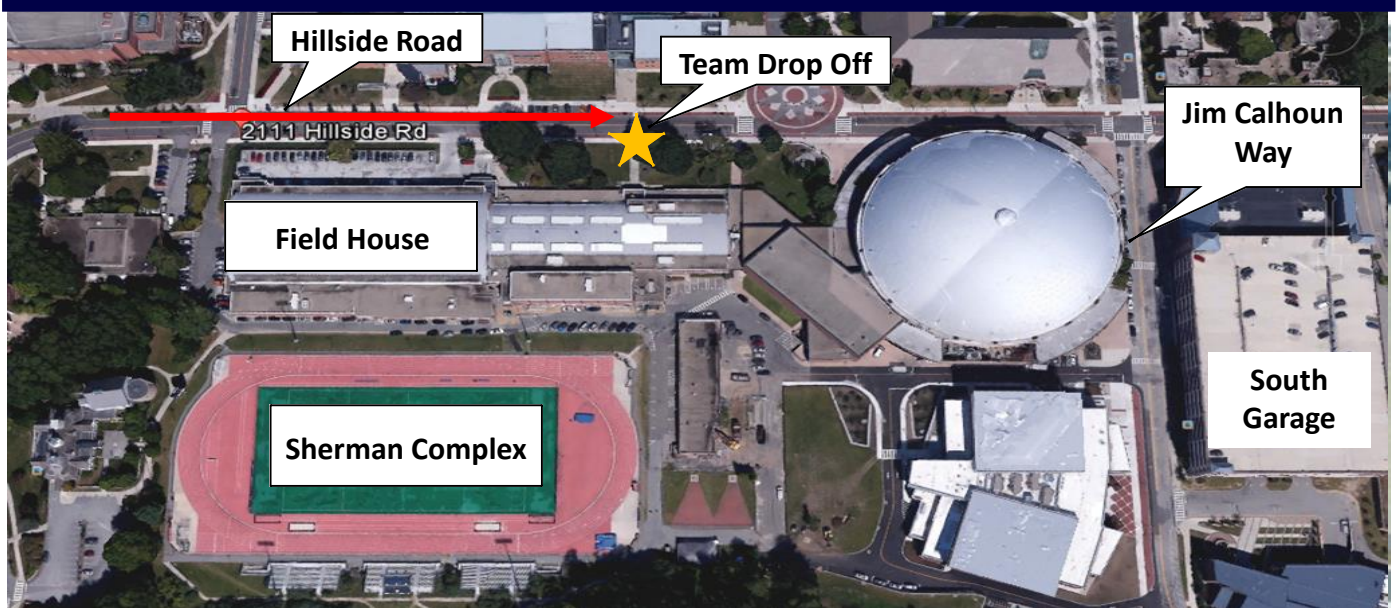 Hillside Road
Team Drop Off
Jim Calhoun
Way
2111 Hillside Rd
Field House
South
Garage
Sherman Complex